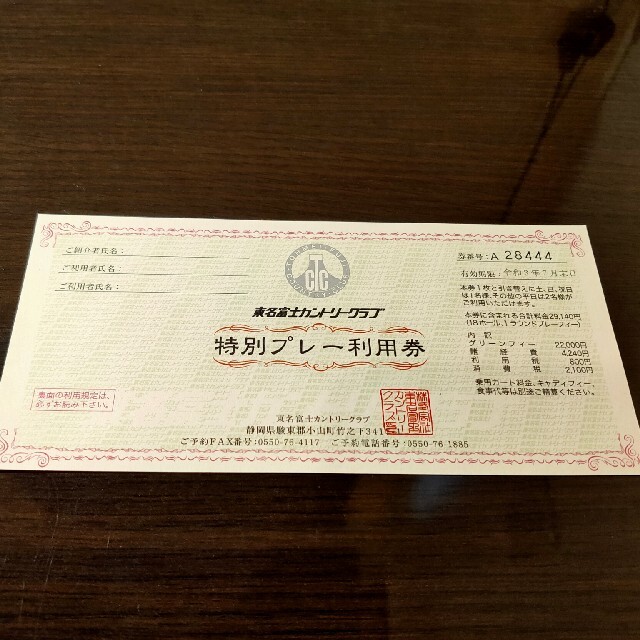 ご紹介者氏名：
ご利用者氏名：
ご利用者氏名：
東名富士カントリークラブ
特別プレー利用券
裏面の利用規定は、
必ずお読み下さい。
東名富士カントリークラブ
静岡県駿東郡小山町竹之下341
ご予約FAX番号:0550-76-4117 ご予約電話番号:0550-76-1885
券番号：A 28444
有効期限：令和3年7月末日
本券1枚と引き替えに土、日、祝日
は1名様、その他の平日は2名様が
ご利用いただけます。
本券に含まれる合計料金29,140円
(18ホール、1ラウンドプレーフィー)
内訳
グリーンフィー 22,000円
諸経費 4,240円
利用税 800円
消費税 2,100円
乗馬カート料金、キャディフィー、
食事代等は別途ご精算ください。